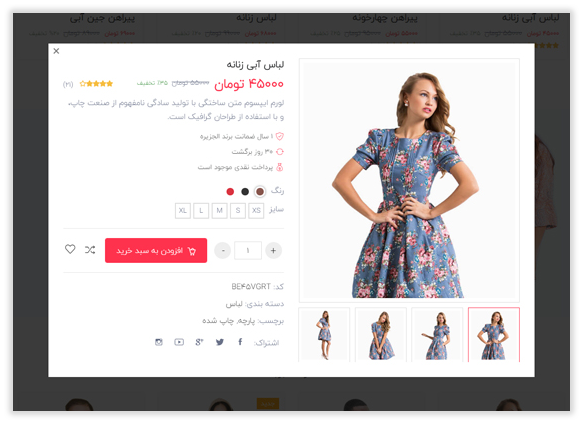 پیراهن جین آبی
لباس زنانه
پیراهن چهارخونه
لباس آبی زنانه
×
لباس آبی زنانه
۴۵۰۰۰ تومان ۵۵۰۰۰ تومان ۳۵٪ تخفیف (۲۱)
لورم ایپسوم متن ساختگی با تولید سادگی نامفهوم از صنعت چاپ،
و با استفاده از طراحان گرافیک است.
۱ سال ضمانت برند الجزیره
۳۰ روز برگشت
پرداخت نقدی موجود است
رنگ
سایز XS S M L XL
+ ۱ - افزودن به سبد خرید
کد: BE45VGRT
دسته بندی: لباس
برچسب: پارچه, چاپ شده
اشتراک: